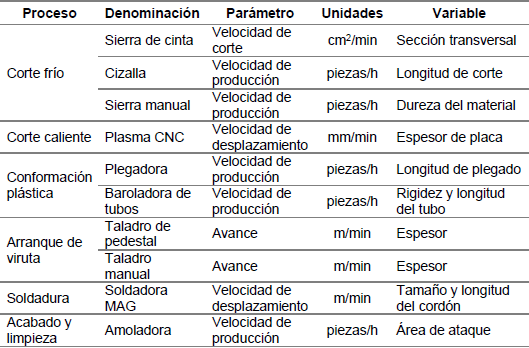 Proceso Denominación Parámetro Unidades Variable
Corte frío Sierra de cinta Velocidad de corte cm²/min Sección transversal
Cizalla Velocidad de producción piezas/h Longitud de corte
Sierra manual Velocidad de producción piezas/h Dureza del material
Corte caliente Plasma CNC Velocidad de desplazamiento mm/min Espesor de placa
Conformación plástica Plegadora Velocidad de producción piezas/h Longitud de plegado
Baroladora de tubos Velocidad de producción piezas/h Rigidez y longitud del tubo
Arranque de viruta Taladro de pedestal Avance m/min Espesor
Taladro manual Avance m/min Espesor
Soldadura Soldadora MAG Velocidad de desplazamiento m/min Tamaño y longitud del cordón
Acabado y limpieza Amoladora Velocidad de producción piezas/h Área de ataque